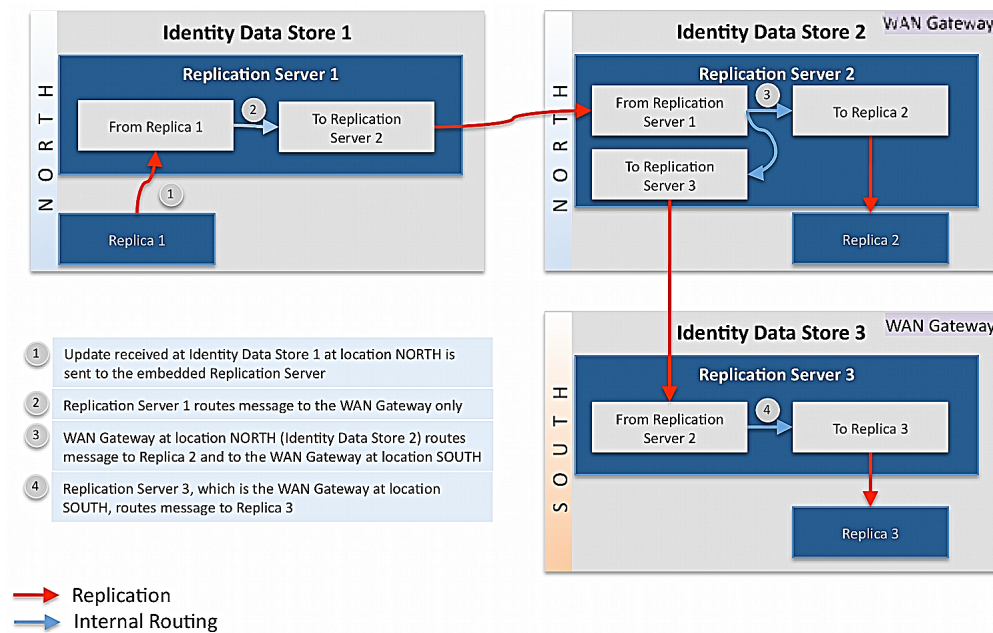 Identity Data Store 1
NORTH
Replication Server 1
From Replica 1
2
To Replication
Server 2
1
Replica 1
Identity Data Store 2
WAN Gateway
NORTH
Replication Server 2
From Replication
Server 1
3
To Replica 2
To Replication
Server 3
Replica 2
Identity Data Store 3
WAN Gateway
SOUTH
Replication Server 3
From Replication
Server 2
4
To Replica 3
Replica 3
1
Update received at Identity Data Store 1 at location NORTH is
sent to the embedded Replication Server
2
Replication Server 1 routes message to the WAN Gateway only
3
WAN Gateway at location NORTH (Identity Data Store 2) routes
message to Replica 2 and to the WAN Gateway at location SOUTH
4
Replication Server 3, which is the WAN Gateway at location
SOUTH, routes message to Replica 3
Replication
Internal Routing